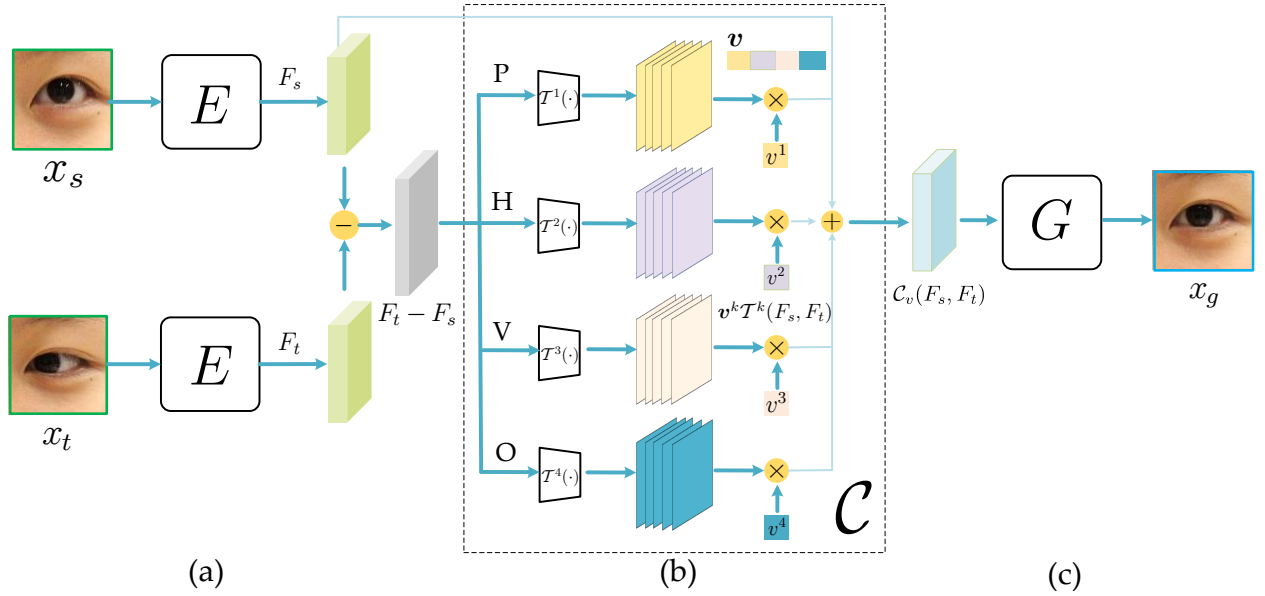 x_s
E
F_s
x_t
E
F_t
−
F_t − F_s
P
𝒯^1(·)
×
v^1
v
H
𝒯^2(·)
×
v^2
v^k 𝒯^k(F_s, F_t)
V
𝒯^3(·)
×
v^3
O
𝒯^4(·)
×
v^4
+
𝒞
𝒞_v(F_s, F_t)
G
x_g
(a)
(b)
(c)